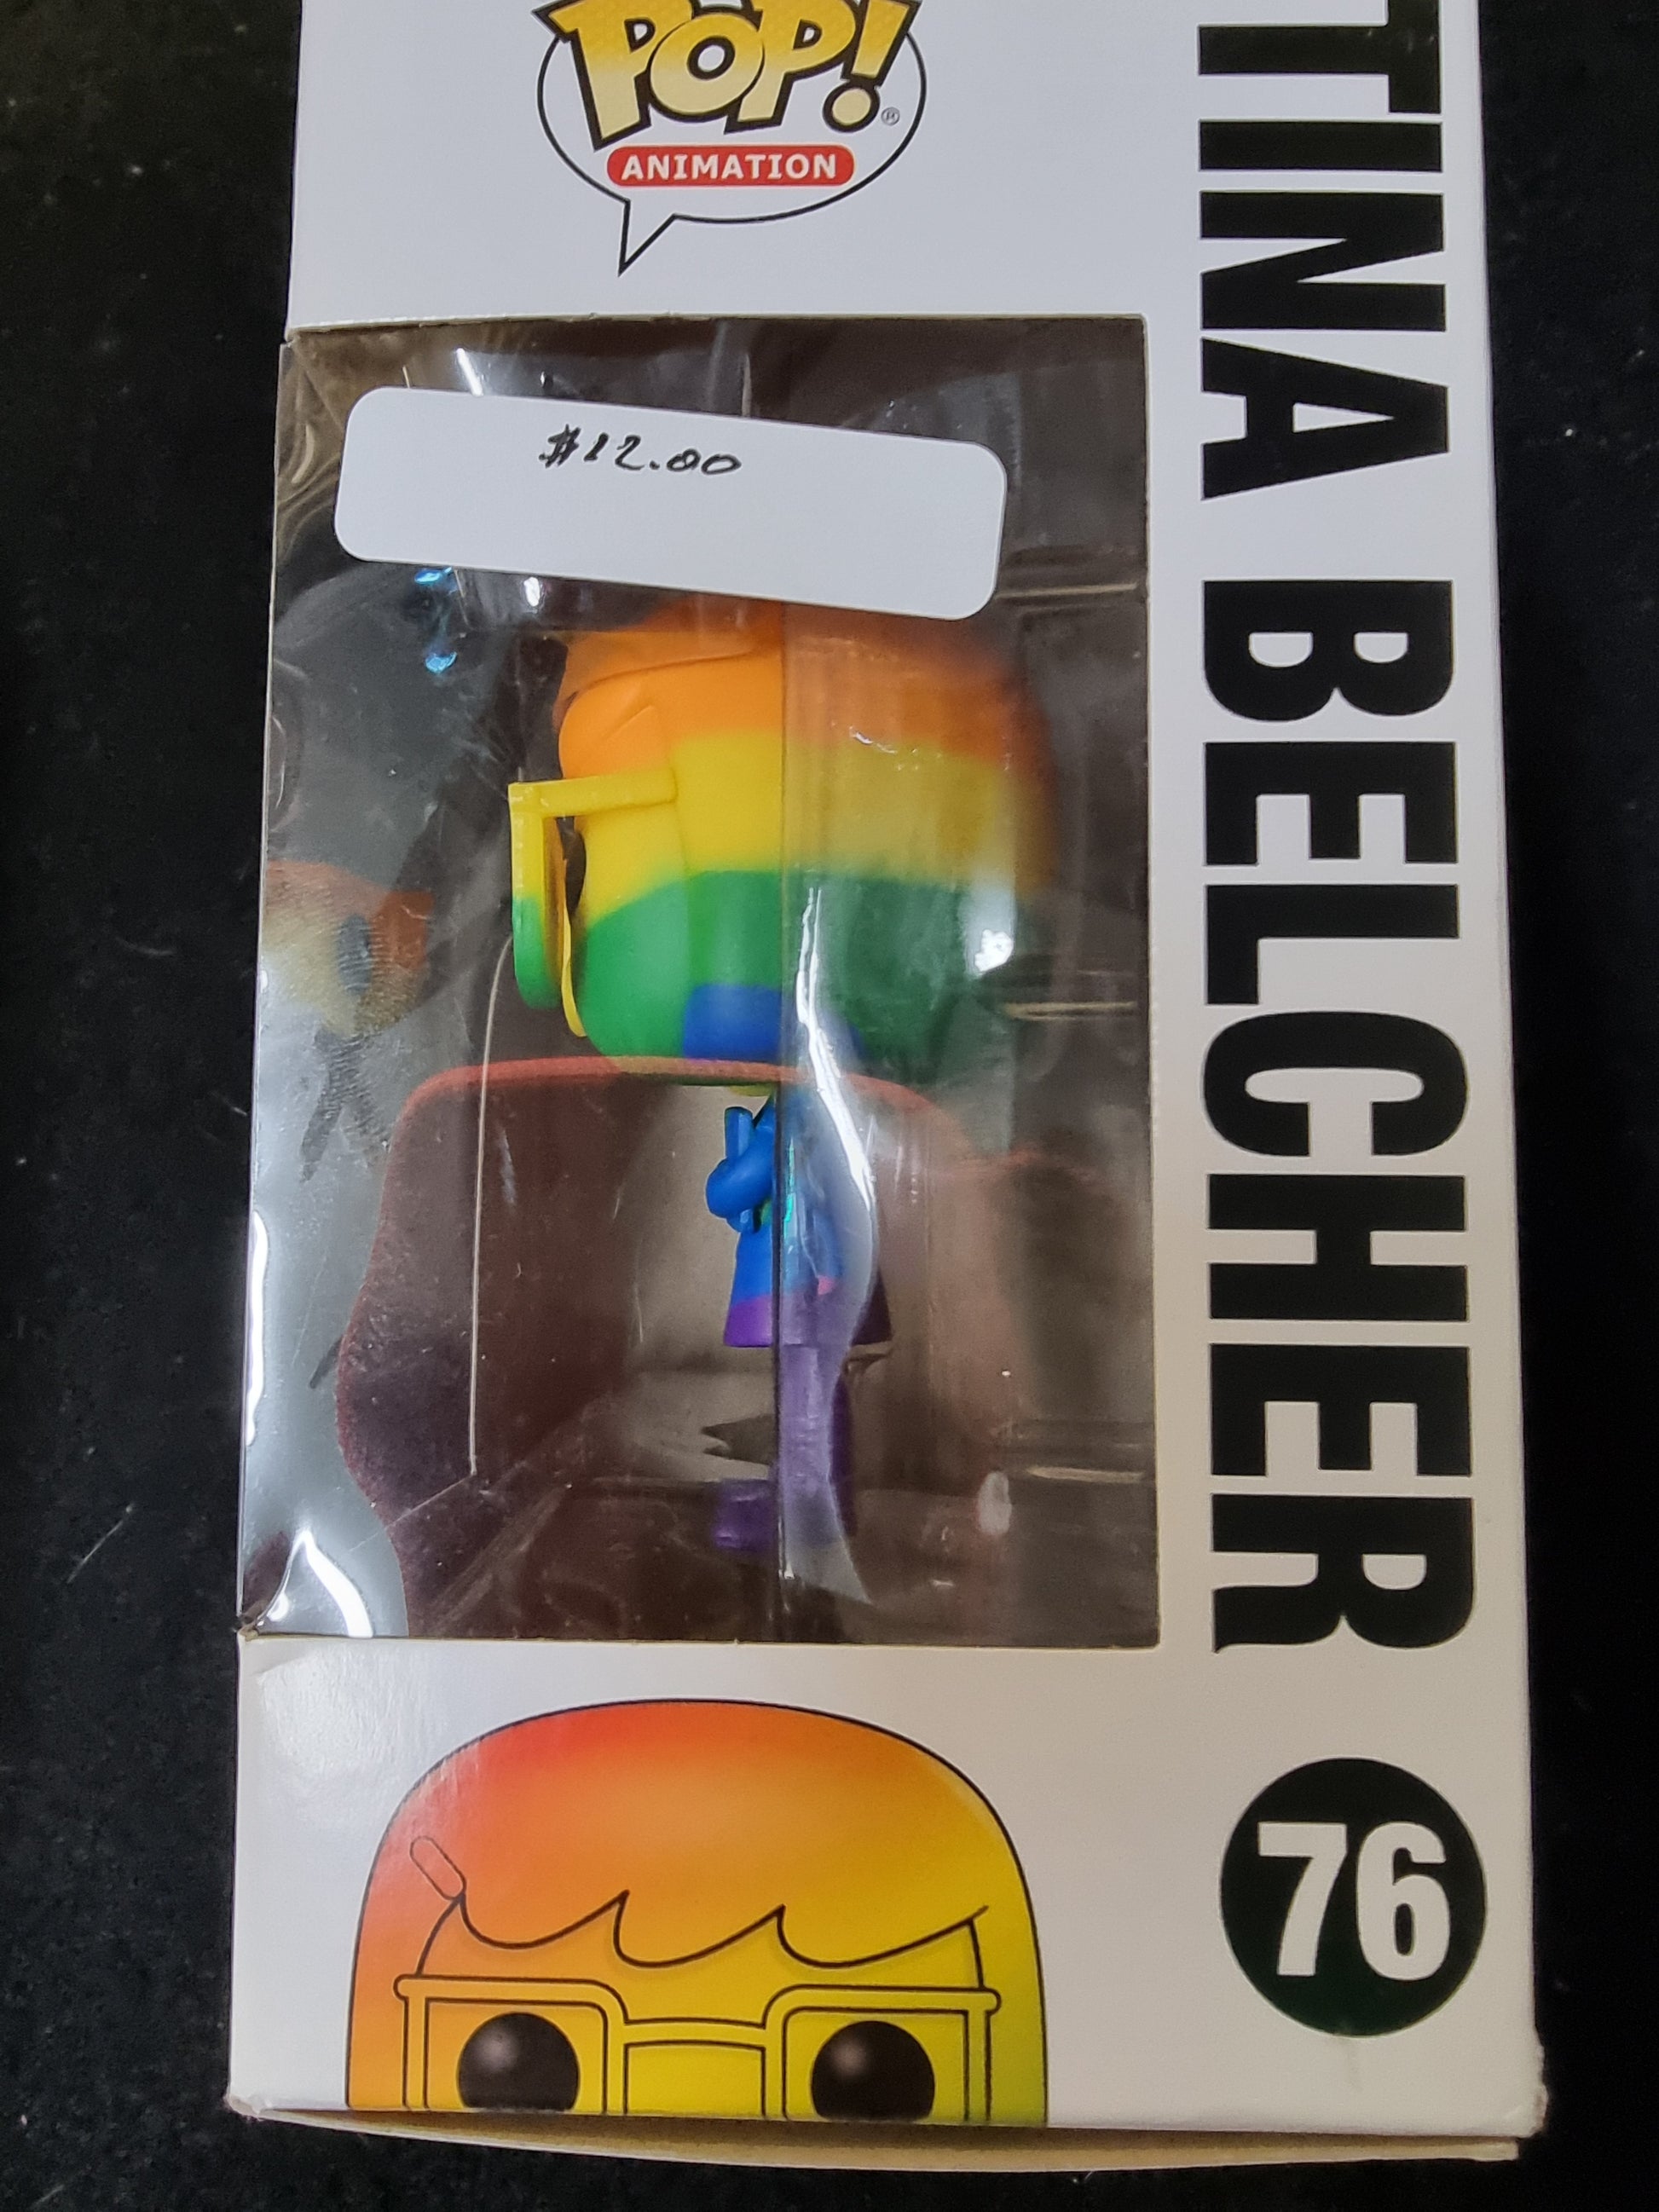 POP!®
ANIMATION
$12.00
TINA BELCHER
76